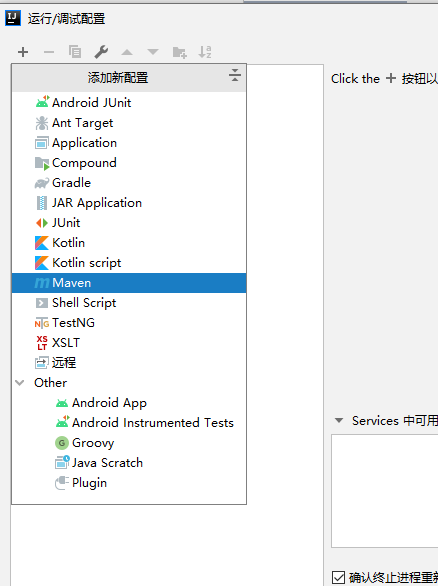 运行/调试配置
添加新配置
Click the + 按钮以
Android JUnit
Ant Target
Application
Compound
Gradle
JAR Application
JUnit
Kotlin
Kotlin script
Maven
Shell Script
TestNG
XSLT
远程
Other
Android App
Android Instrumented Tests
Groovy
Java Scratch
Plugin
Services 中可用
确认终止进程重新